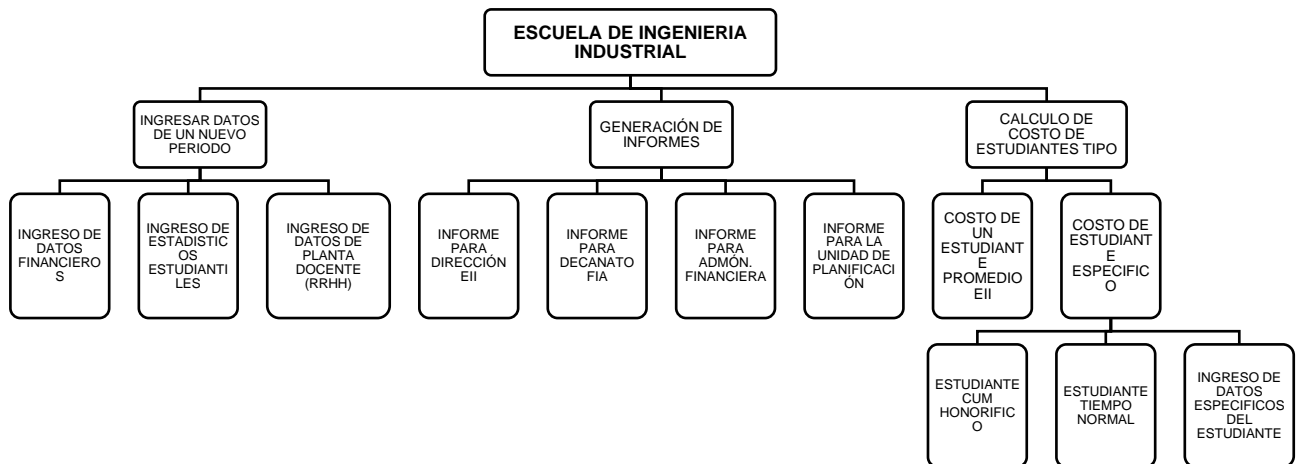 ESCUELA DE INGENIERIA
INDUSTRIAL
INGRESAR DATOS
DE UN NUEVO
PERIODO
GENERACIÓN DE
INFORMES
CALCULO DE
COSTO DE
ESTUDIANTES TIPO
INGRESO DE
DATOS
FINANCIERO
S
INGRESO DE
ESTADISTIC
OS
ESTUDIANTI
LES
INGRESO DE
DATOS DE
PLANTA
DOCENTE
(RRHH)
INFORME
PARA
DIRECCIÓN
EII
INFORME
PARA
DECANATO
FIA
INFORME
PARA
ADMÓN.
FINANCIERA
INFORME
PARA LA
UNIDAD DE
PLANIFICACI
ÓN
COSTO DE
UN
ESTUDIANT
E
PROMEDIO
EII
COSTO DE
ESTUDIANT
E
ESPECIFIC
O
ESTUDIANTE
CUM
HONORIFIC
O
ESTUDIANTE
TIEMPO
NORMAL
INGRESO DE
DATOS
ESPECIFICOS
DEL
ESTUDIANTE